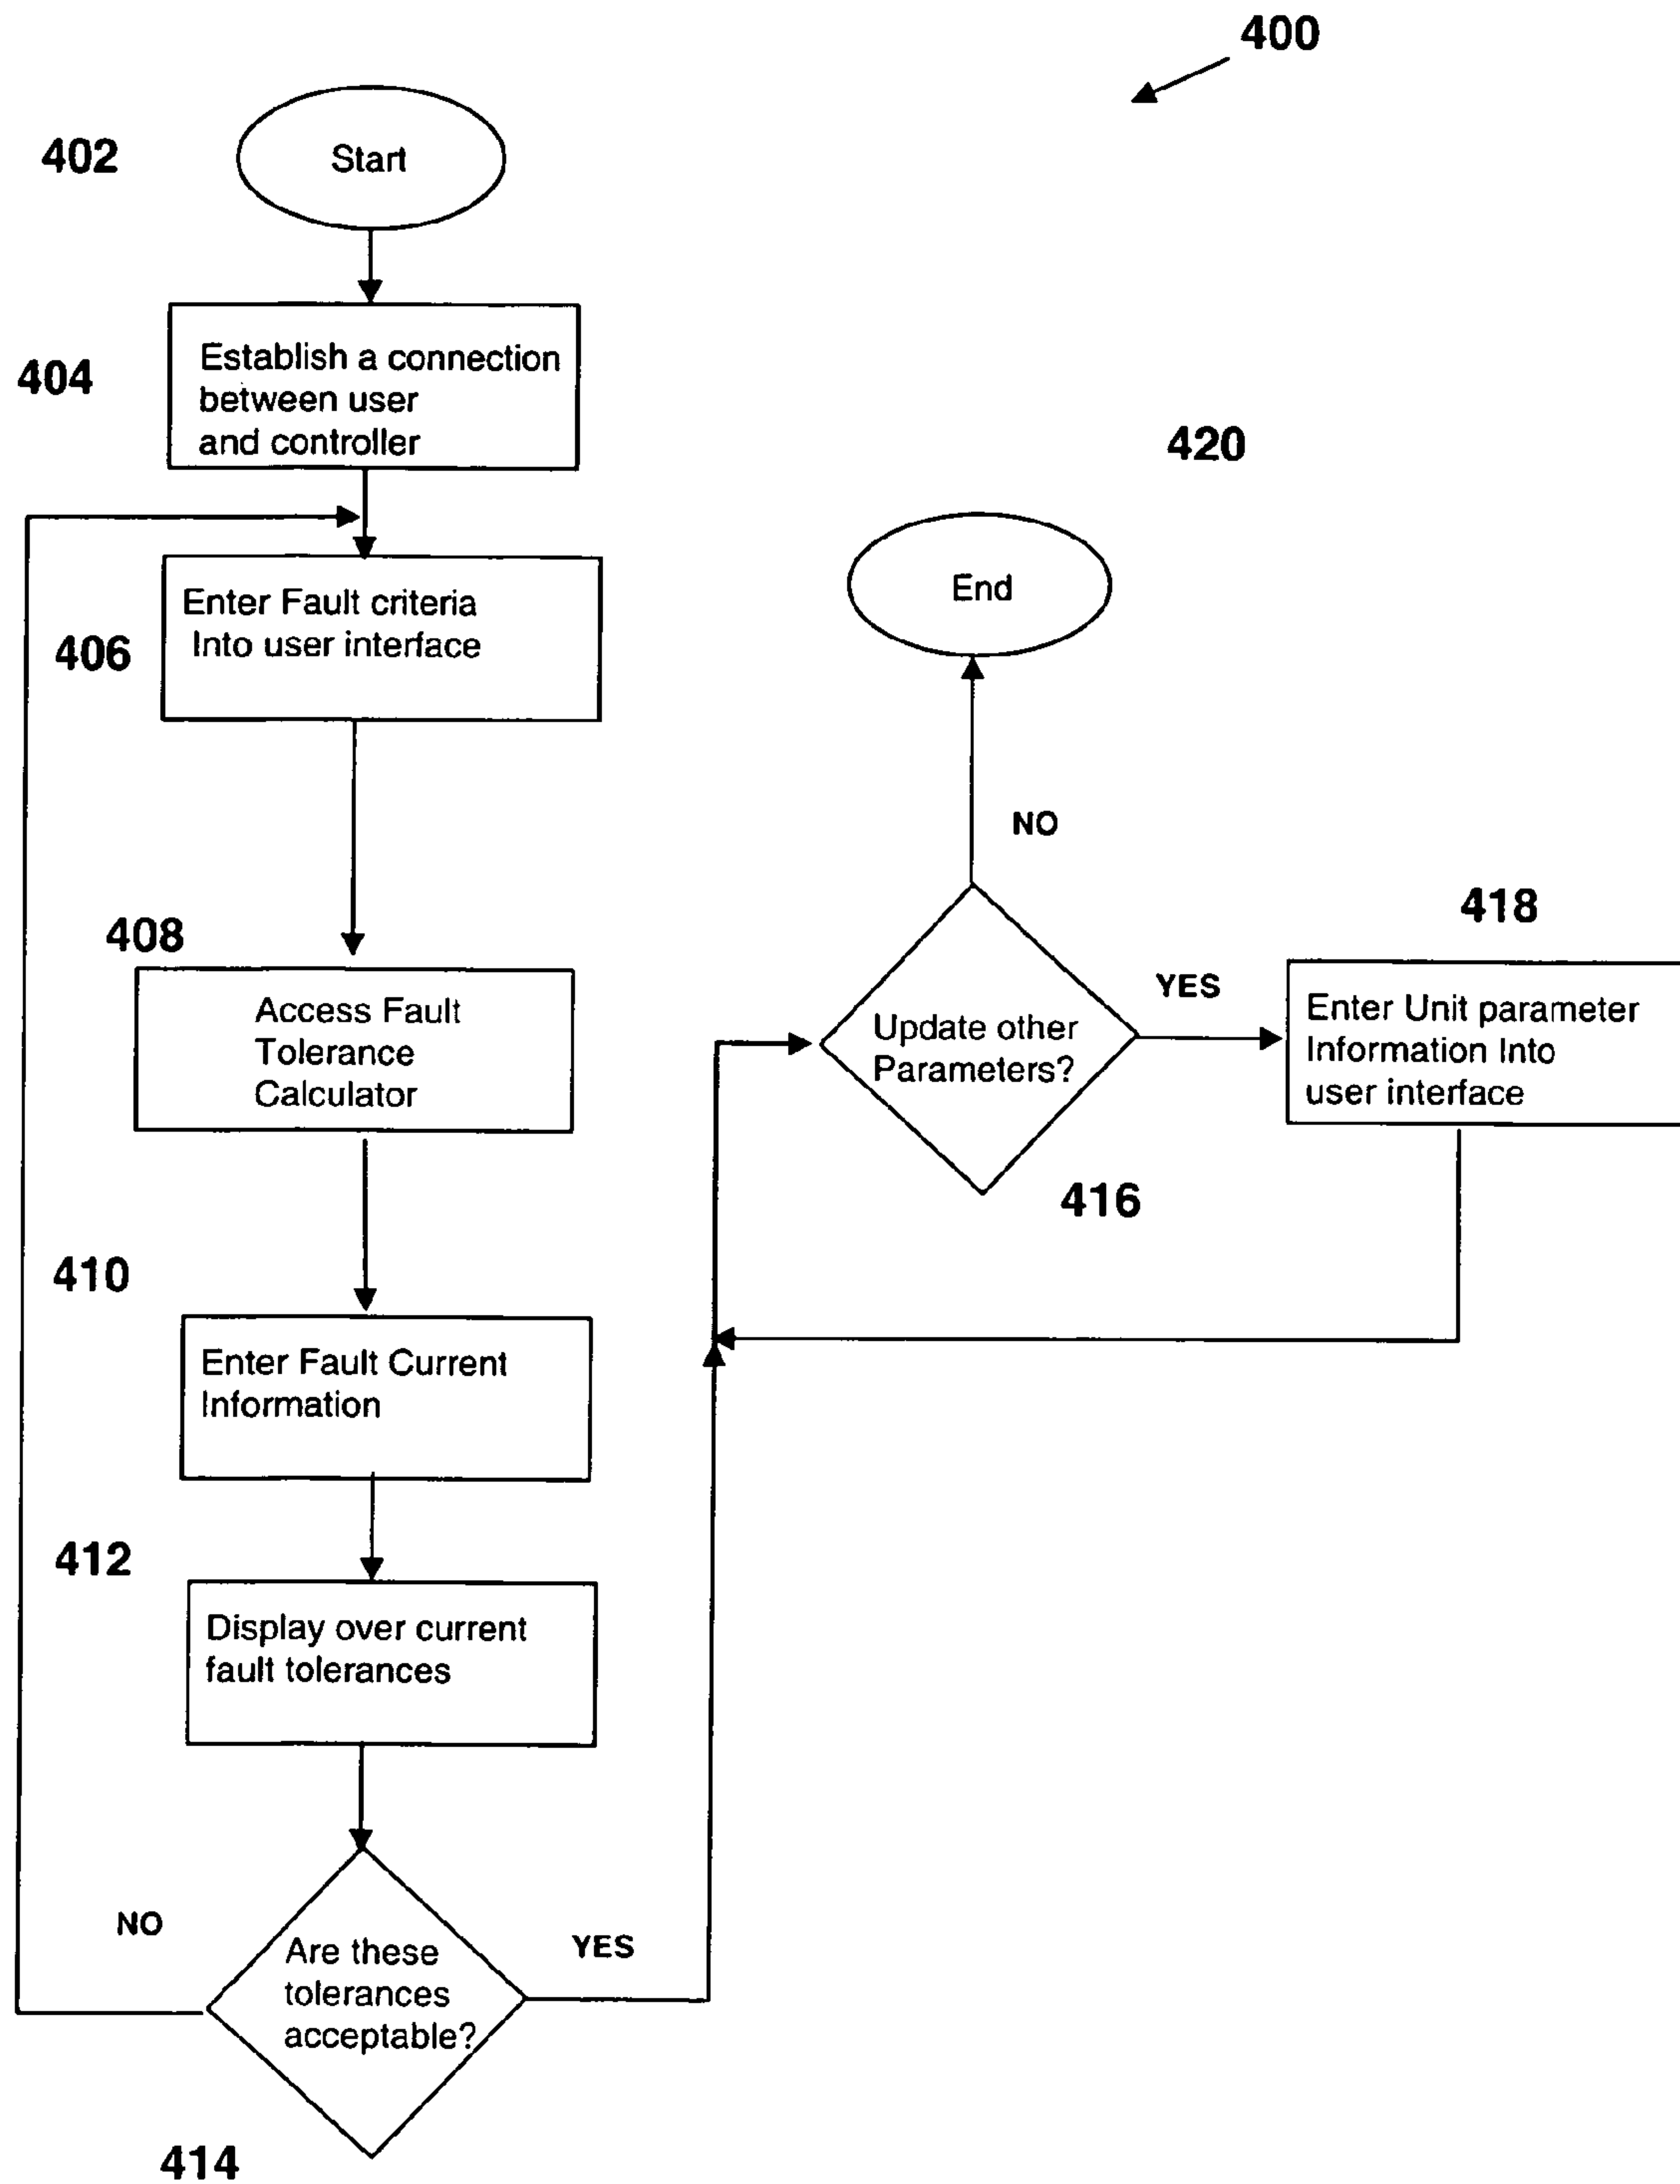 400
402
Start
404
Establish a connection
between user
and controller
406
Enter Fault criteria
Into user interface
408
Access Fault
Tolerance
Calculator
410
Enter Fault Current
Information
412
Display over current
fault tolerances
NO
Are these
tolerances
acceptable?
YES
414
420
End
NO
Update other
Parameters?
YES
416
418
Enter Unit parameter
Information Into
user interface